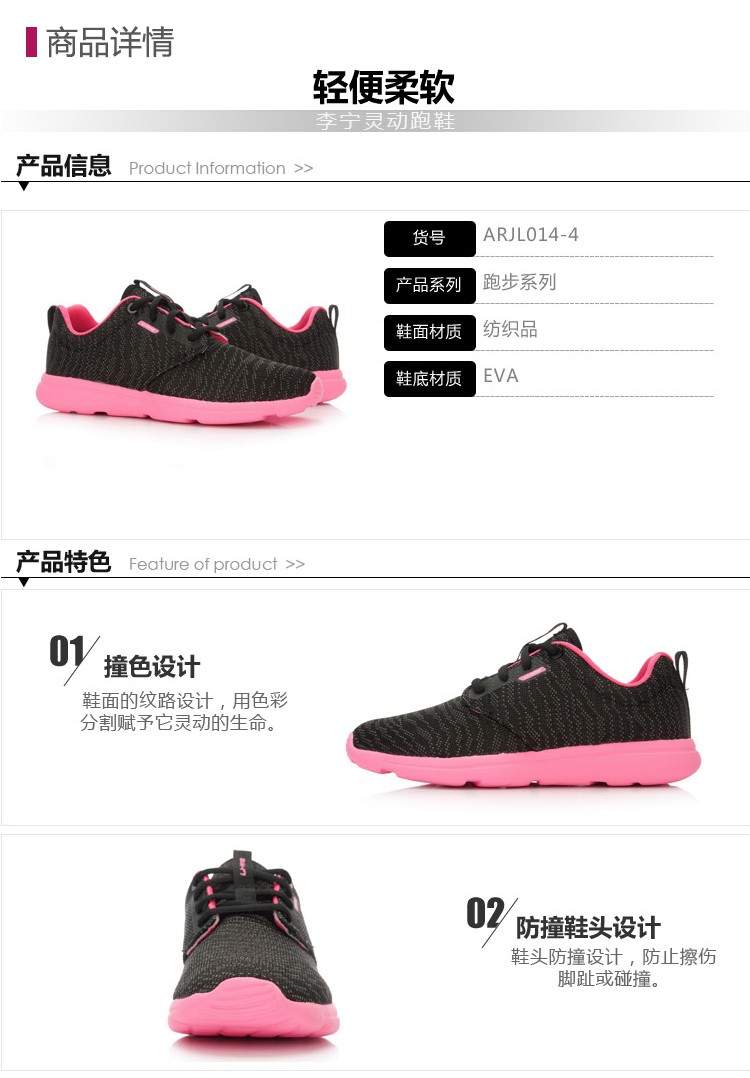 商品详情
轻便柔软
李宁灵动跑鞋
产品信息 Product Information >>
货号 ARJL014-4
产品系列 跑步系列
鞋面材质 纺织品
鞋底材质 EVA
产品特色 Feature of product >>
01 撞色设计
鞋面的纹路设计，用色彩
分割赋予它灵动的生命。
02 防撞鞋头设计
鞋头防撞设计，防止擦伤
脚趾或碰撞。